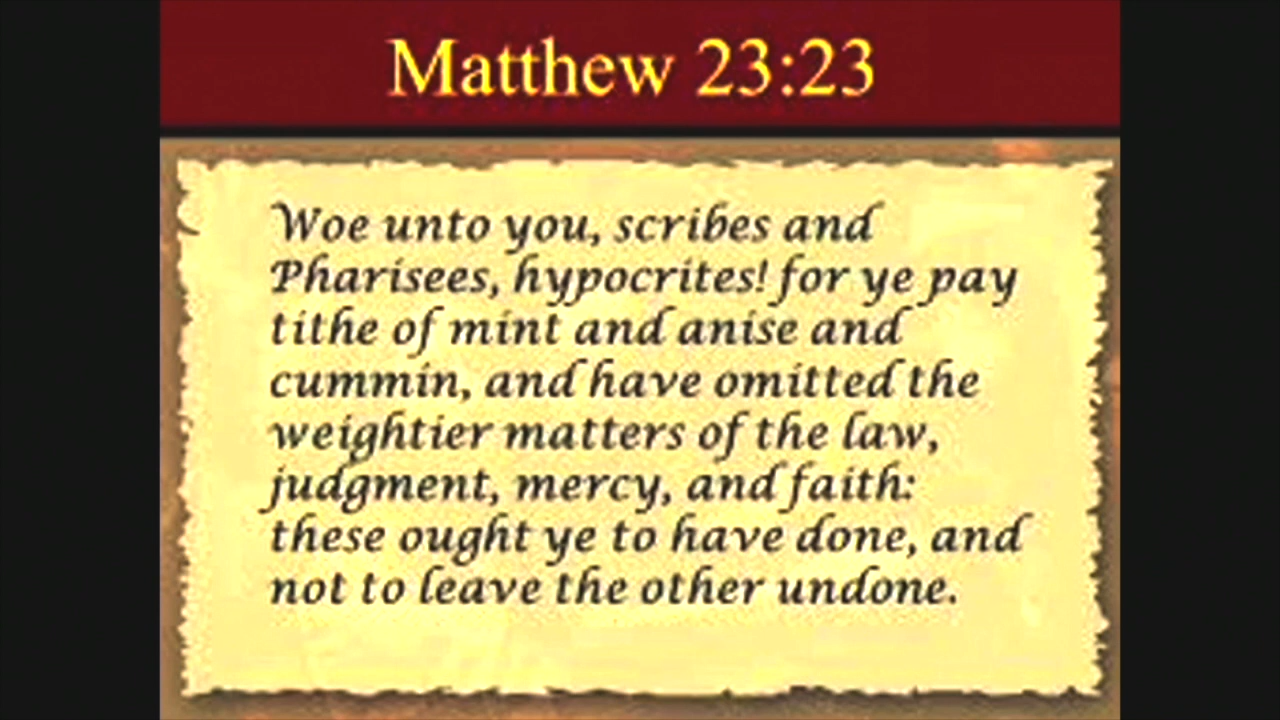 Matthew 23:23
Woe unto you, scribes and
Pharisees, hypocrites! for ye pay
tithe of mint and anise and
cummin, and have omitted the
weightier matters of the law,
judgment, mercy, and faith:
these ought ye to have done, and
not to leave the other undone.